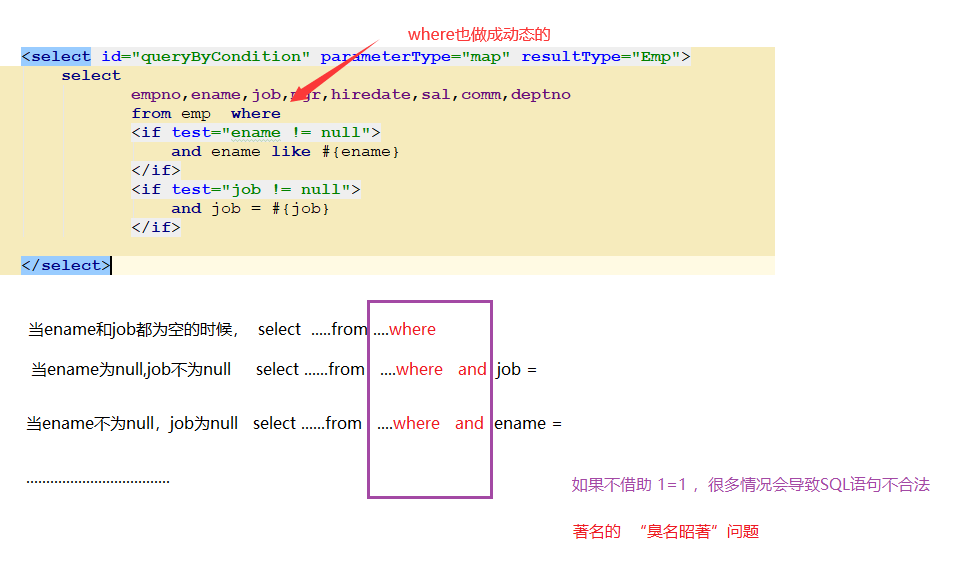 where也做成动态的
<select id="queryByCondition" parameterType="map" resultType="Emp">
select
empno,ename,job,mgr,hiredate,sal,comm,deptno
from emp  where
<if test="ename != null">
and ename like #{ename}
</if>
<if test="job != null">
and job = #{job}
</if>
</select>
当ename和job都为空的时候， select .....from ....where
当ename为null,job不为null select ......from ....where and job =
当ename不为null，job为null select ......from ....where and ename =
....................................
如果不借助 1=1 ，很多情况会导致SQL语句不合法
著名的 “臭名昭著”问题